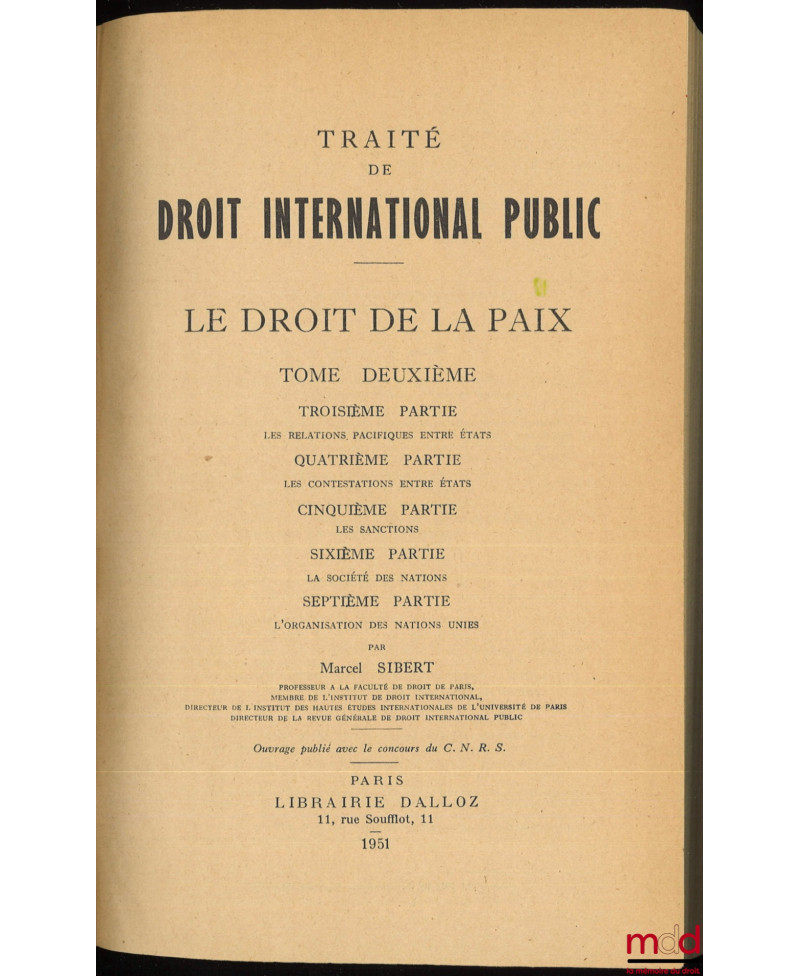 TRAITÉ
DE
DROIT INTERNATIONAL PUBLIC
LE DROIT DE LA PAIX
TOME DEUXIÈME
TROISIÈME PARTIE
LES RELATIONS PACIFIQUES ENTRE ÉTATS
QUATRIÈME PARTIE
LES CONTESTATIONS ENTRE ÉTATS
CINQUIÈME PARTIE
LES SANCTIONS
SIXIÈME PARTIE
LA SOCIÉTÉ DES NATIONS
SEPTIÈME PARTIE
L'ORGANISATION DES NATIONS UNIES
PAR
Marcel SIBERT
PROFESSEUR A LA FACULTÉ DE DROIT DE PARIS,
MEMBRE DE L'INSTITUT DE DROIT INTERNATIONAL,
DIRECTEUR DE L INSTITUT DES HAUTES ÉTUDES INTERNATIONALES DE L'UNIVERSITÉ DE PARIS
DIRECTEUR DE LA REVUE GÉNÉRALE DE DROIT INTERNATIONAL PUBLIC
Ouvrage publié avec le concours du C. N. R. S.
PARIS
LIBRAIRIE DALLOZ
11, rue Soufflot, 11
1951
mdd
la mémoire du droit